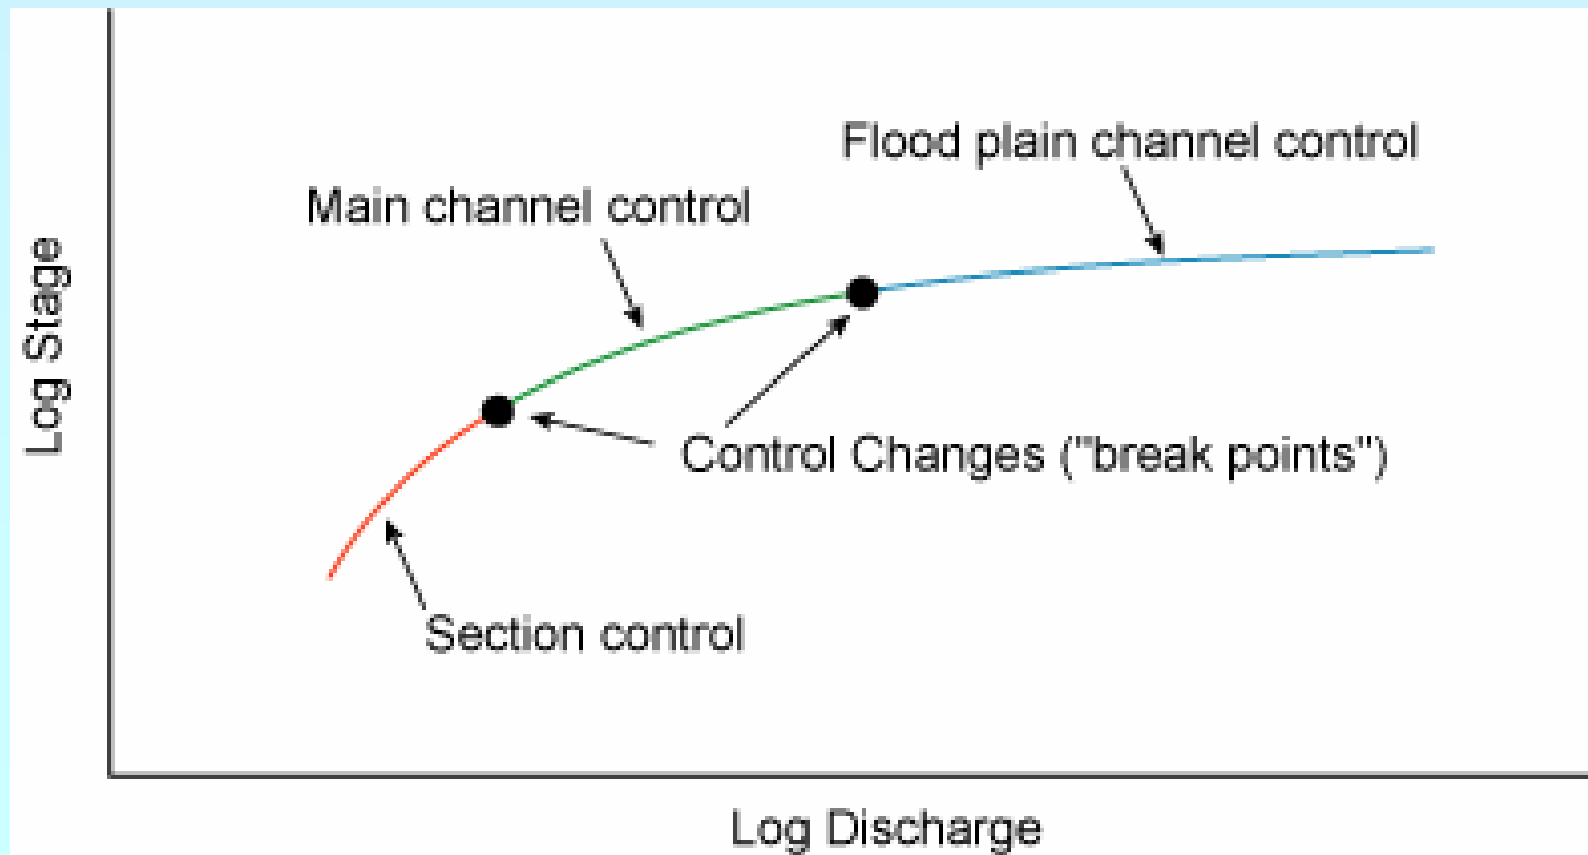 Flood plain channel control
Main channel control
Log Stage
Control Changes ("break points")
Section control
Log Discharge